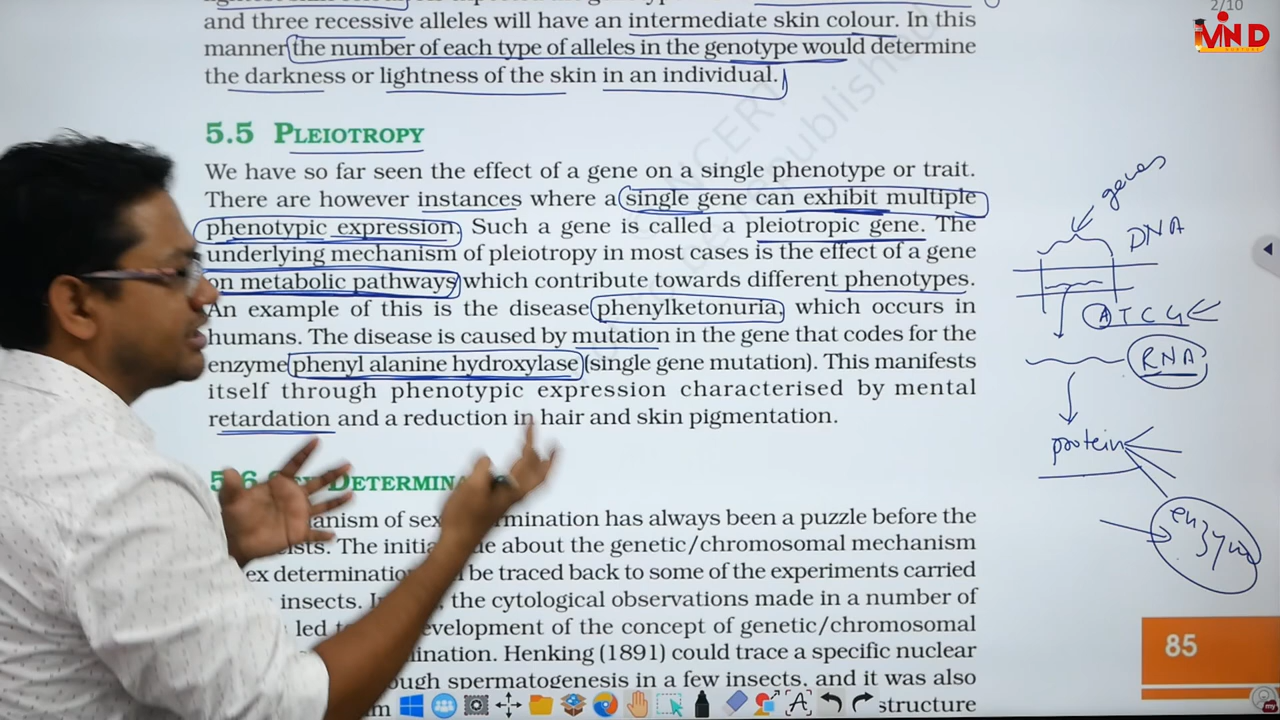 2/10
MIND
and three recessive alleles will have an intermediate skin colour. In this
manner the number of each type of alleles in the genotype would determine
the darkness or lightness of the skin in an individual.
5.5 PLEIOTROPY
We have so far seen the effect of a gene on a single phenotype or trait.
There are however instances where a single gene can exhibit multiple
phenotypic expression. Such a gene is called a pleiotropic gene. The
underlying mechanism of pleiotropy in most cases is the effect of a gene
on metabolic pathways which contribute towards different phenotypes.
An example of this is the disease phenylketonuria, which occurs in
humans. The disease is caused by mutation in the gene that codes for the
enzyme phenyl alanine hydroxylase (single gene mutation). This manifests
itself through phenotypic expression characterised by mental
retardation and a reduction in hair and skin pigmentation.
5.6 DETERMINA
anism of sex mination has always been a puzzle before the
ists. The initia e about the genetic/chromosomal mechanism
ex determination be traced back to some of the experiments carried
insects. the cytological observations made in a number of
led evelopment of the concept of genetic/chromosomal
ination. Henking (1891) could trace a specific nuclear
ough spermatogenesis in a few insects, and it was also
structure
genes
DNA
ATCG
RNA
protein
enzyme
85